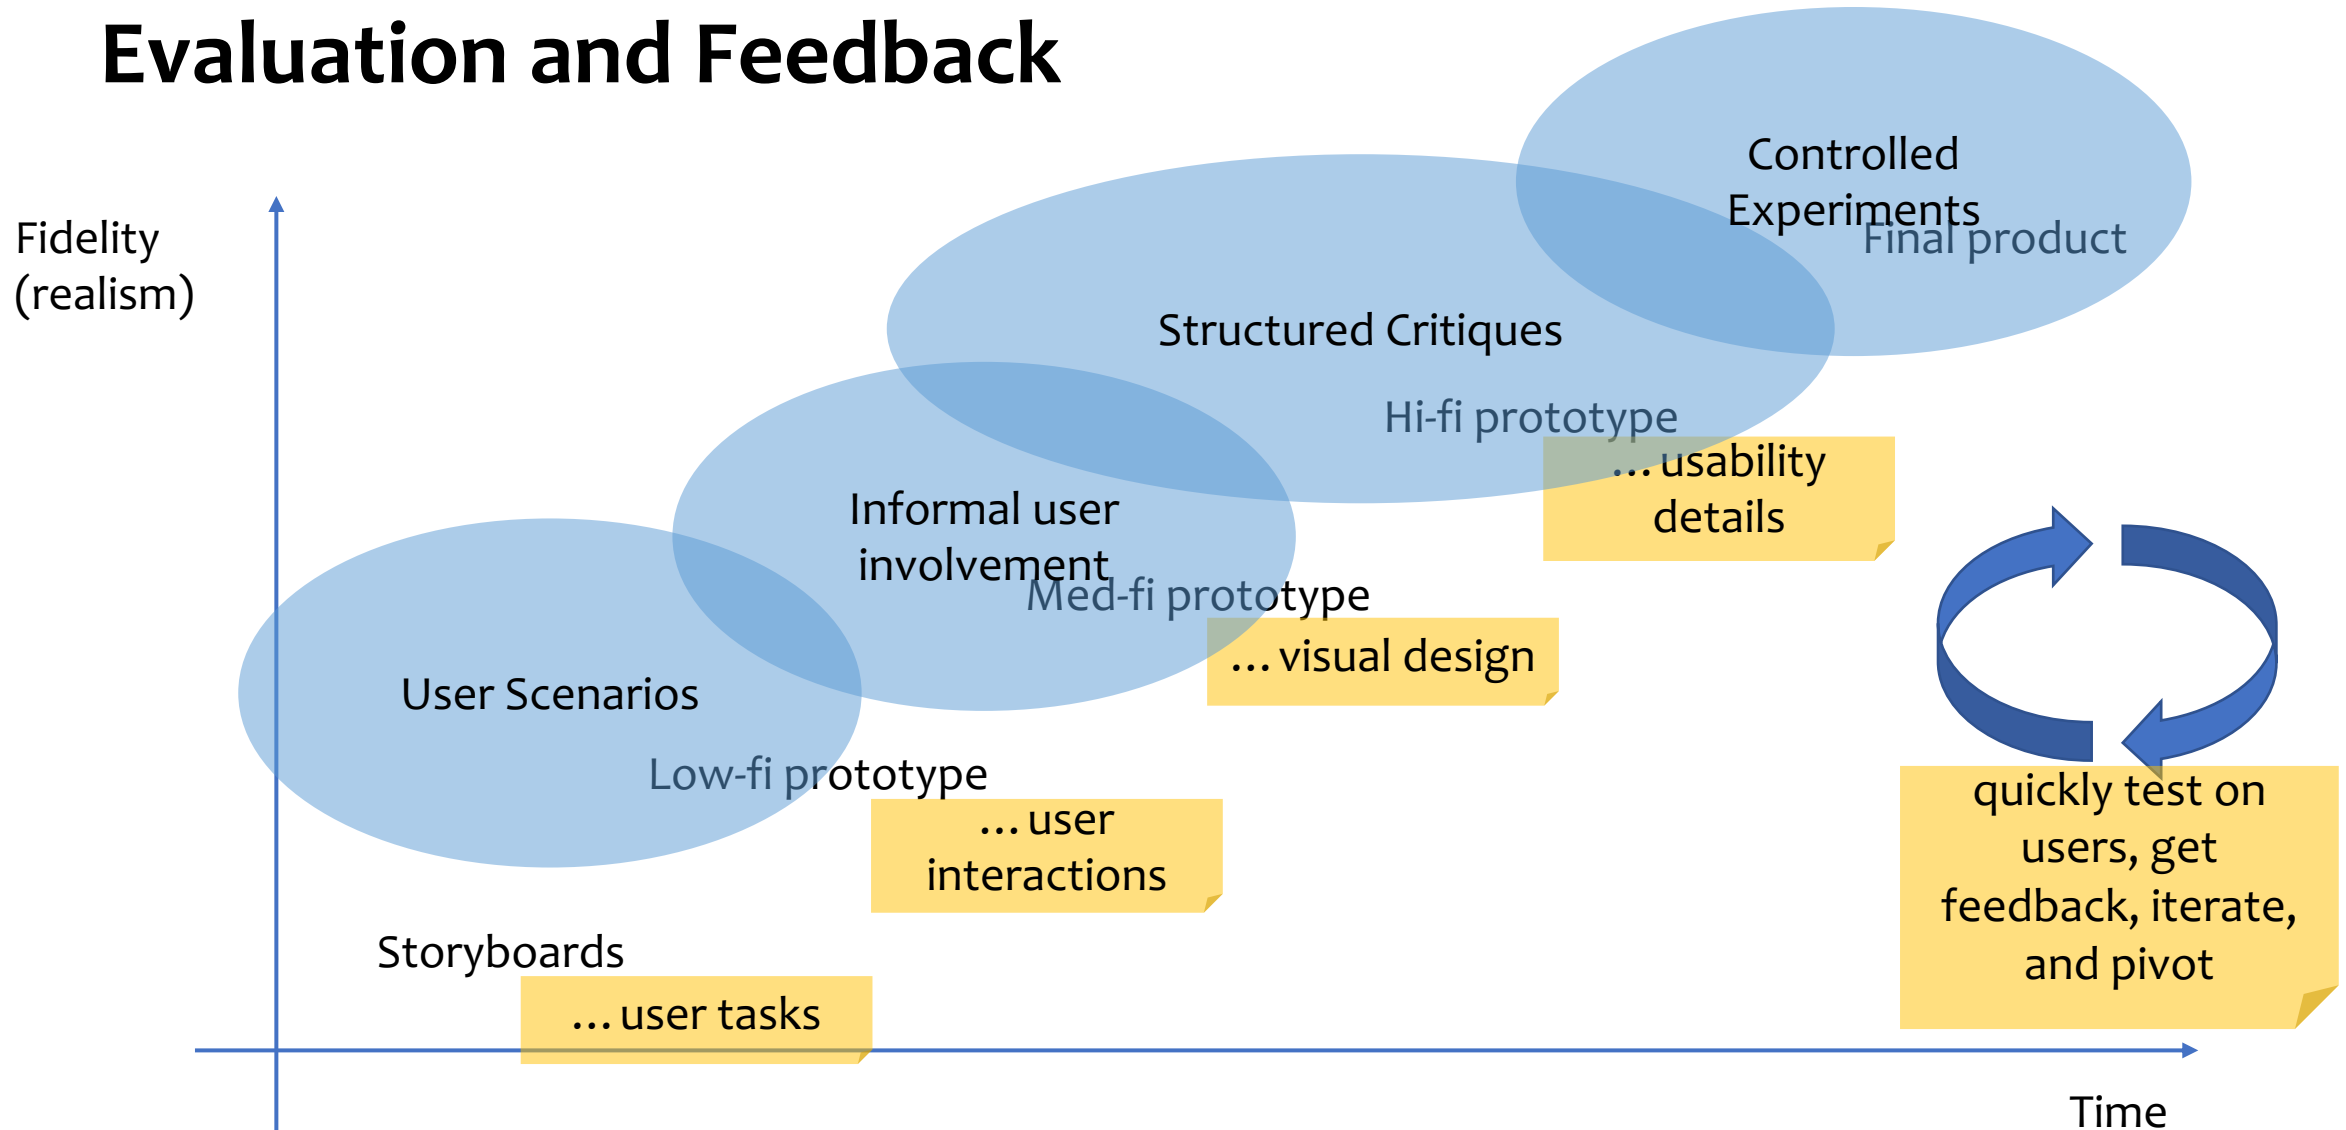 Evaluation and Feedback
Controlled
Experiments
Final product
Fidelity
(realism)
Structured Critiques
Hi-fi prototype
... usability
details
Informal user
involvement
Med-fi prototype
... visual design
User Scenarios
Low-fi prototype
... user
interactions
quickly test on
users, get
feedback, iterate,
and pivot
Storyboards
... user tasks
Time